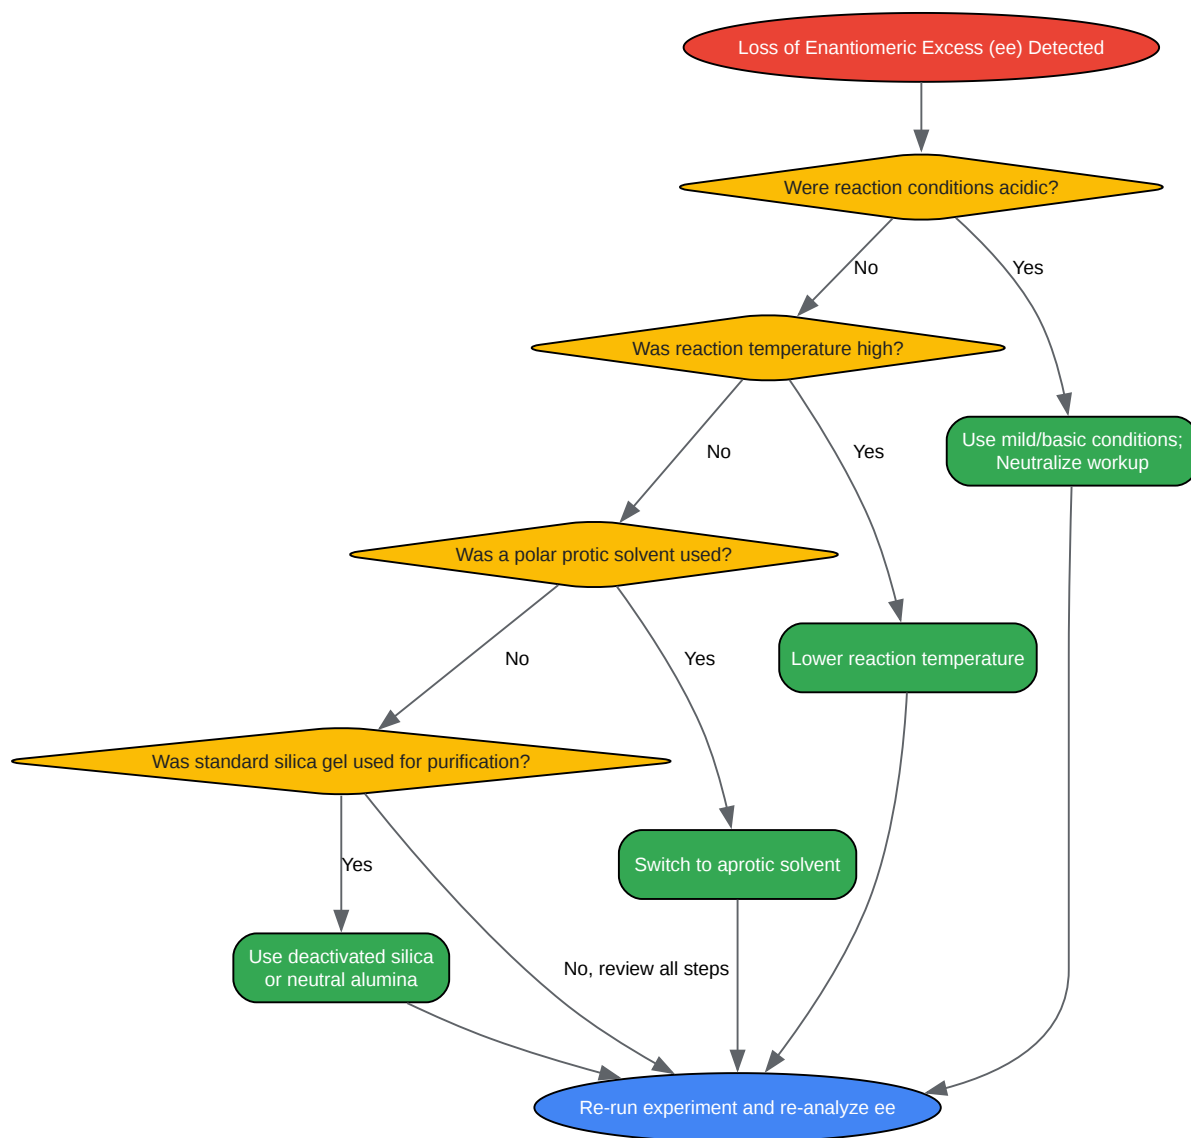 Loss of Enantiomeric Excess (ee) Detected
Were reaction conditions acidic?
No
Yes
Was reaction temperature high?
Use mild/basic conditions;
Neutralize workup
No
Yes
Was a polar protic solvent used?
No
Yes
Lower reaction temperature
Was standard silica gel used for purification?
Yes
Switch to aprotic solvent
Use deactivated silica
or neutral alumina
No, review all steps
Re-run experiment and re-analyze ee